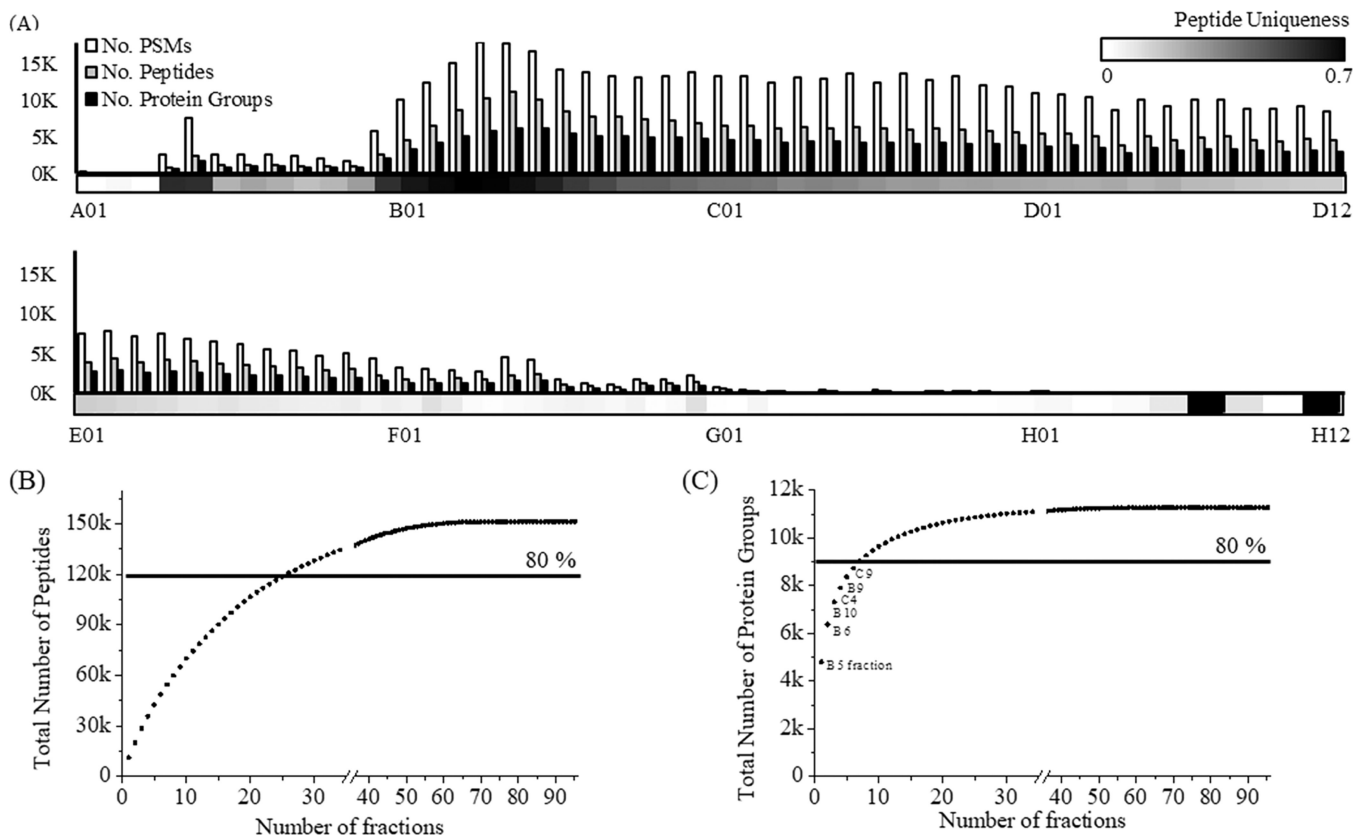 (A)
Peptide Uniqueness
0 0.7
No. PSMs
No. Peptides
No. Protein Groups
15K
10K
5K
0K
A01 B01 C01 D01 D12
15K
10K
5K
0K
E01 F01 G01 H01 H12
(B)
Total Number of Peptides
150k
120k
90k
60k
30k
0
80 %
0 10 20 30 40 50 60 70 80 90
Number of fractions
(C)
Total Number of Protein Groups
12k
10k
8k
6k
4k
2k
0
80 %
C9
B9
C4
B10
B6
B5 fraction
0 10 20 30 40 50 60 70 80 90
Number of fractions